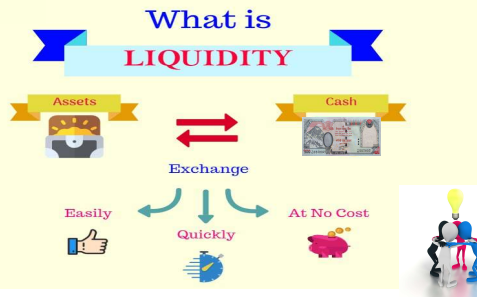 What is
LIQUIDITY
Assets
Cash
Exchange
Easily
At No Cost
Quickly